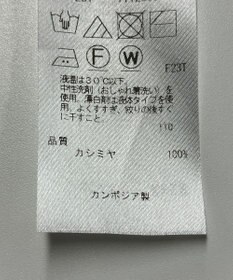 F
W
F23T
液温は30℃以下。
中性洗剤(おしゃれ着洗い)を
使用。漂白剤は液体タイプを使
用。よくすすぎ、絞りの後すぐ
に干すこと。
110
品質
カシミヤ 100%
カンボジア製